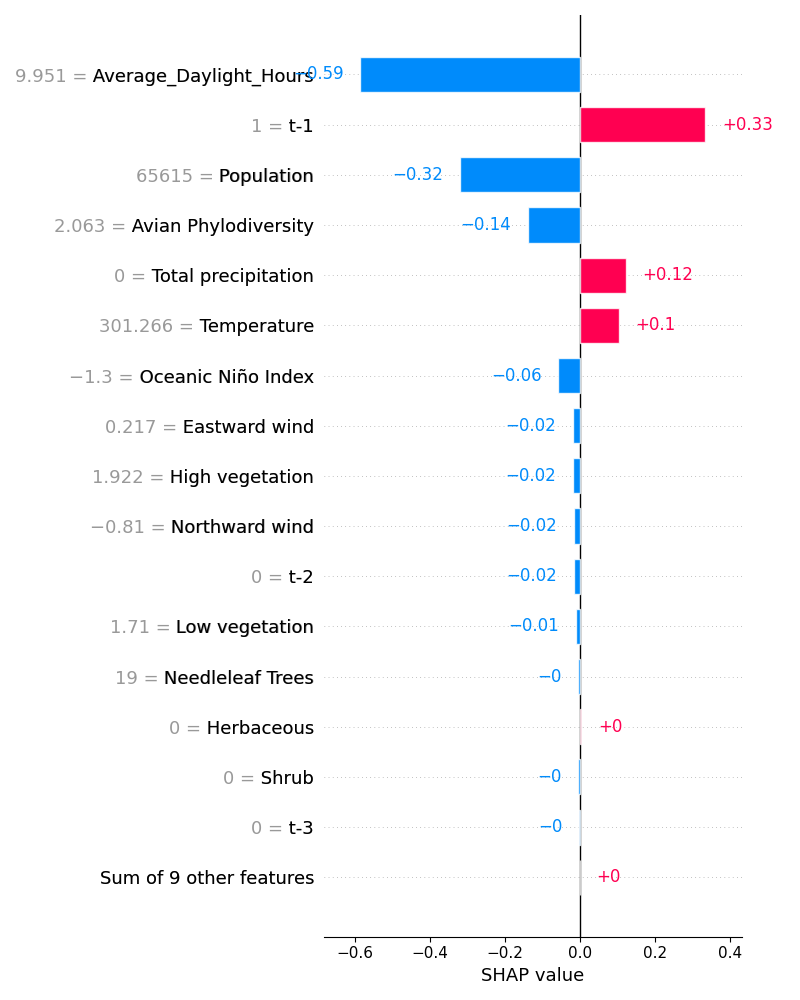 9.951 = Average_Daylight_Hours −0.59
1 = t-1 +0.33
65615 = Population −0.32
2.063 = Avian Phylodiversity −0.14
0 = Total precipitation +0.12
301.266 = Temperature +0.1
−1.3 = Oceanic Niño Index −0.06
0.217 = Eastward wind −0.02
1.922 = High vegetation −0.02
−0.81 = Northward wind −0.02
0 = t-2 −0.02
1.71 = Low vegetation −0.01
19 = Needleleaf Trees −0
0 = Herbaceous +0
0 = Shrub −0
0 = t-3 −0
Sum of 9 other features +0
−0.6 −0.4 −0.2 0.0 0.2 0.4
SHAP value